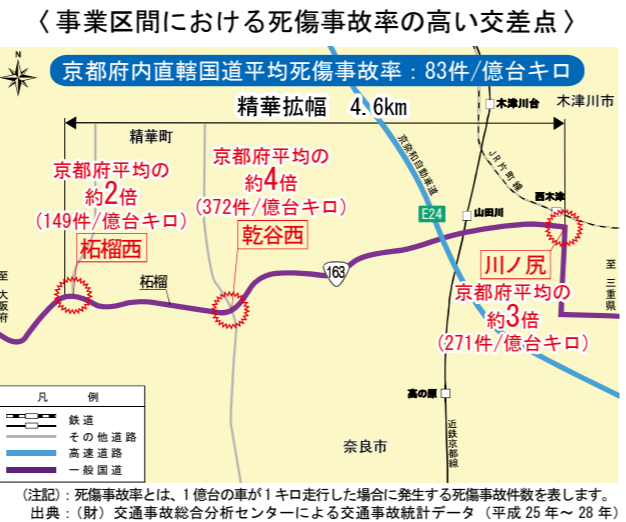 〈 事業区間における死傷事故率の高い交差点 〉
N
京都府内直轄国道平均死傷事故率：83件/億台キロ
精華拡幅　4.6km
木津川台
木津川市
精華町
京都府平均の
約2倍
(149件/億台キロ)
柘榴西
京都府平均の
約4倍
(372件/億台キロ)
乾谷西
京奈和自動車道
JR片町線
西木津
E24
山田川
川ノ尻
京都府平均の
約3倍
(271件/億台キロ)
163
柘榴
至 大阪府
至 三重県
高の原
近鉄京都線
奈良市
凡　例
鉄道
その他道路
高速道路
一般国道
（注記）：死傷事故率とは、1億台の車が1キロ走行した場合に発生する死傷事故件数を表します。
出典：（財）交通事故総合分析センターによる交通事故統計データ（平成25年～28年）